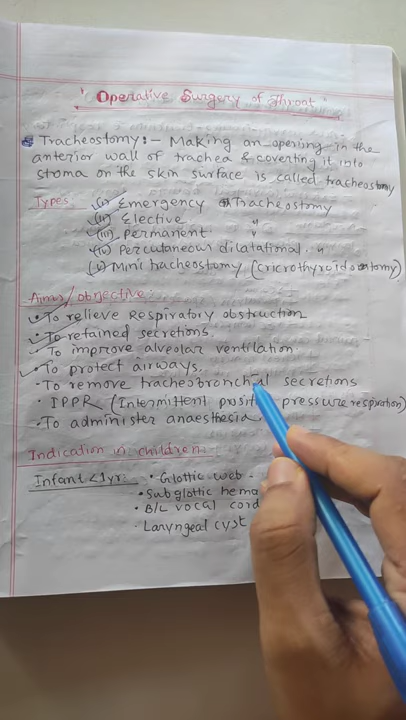 "Operative Surgery of Throat"
Tracheostomy:- Making an opening in the
anterior wall of trachea & coverting it into
stoma on the skin surface is called tracheostomy
Types: (i) Emergency Tracheostomy
(ii) Elective "
(iii) Permanent "
(iv) Percutaneous dilatational "
(v) Mini tracheostomy (cricrothyroidootomy)
Aims/objective:
• To relieve Respiratory obstruction
• To retained secretions.
• To improve alveolar ventilation.
• To protect airways.
• To remove tracheobronchial secretions
• IPPR (Intermittent posit pressure respiration)
• To administer anaesthesia.
Indication in children:
Infant <1yr: • Glottic web -
• Subglottic hema
• B/L vocal cord
• Laryngeal cyst